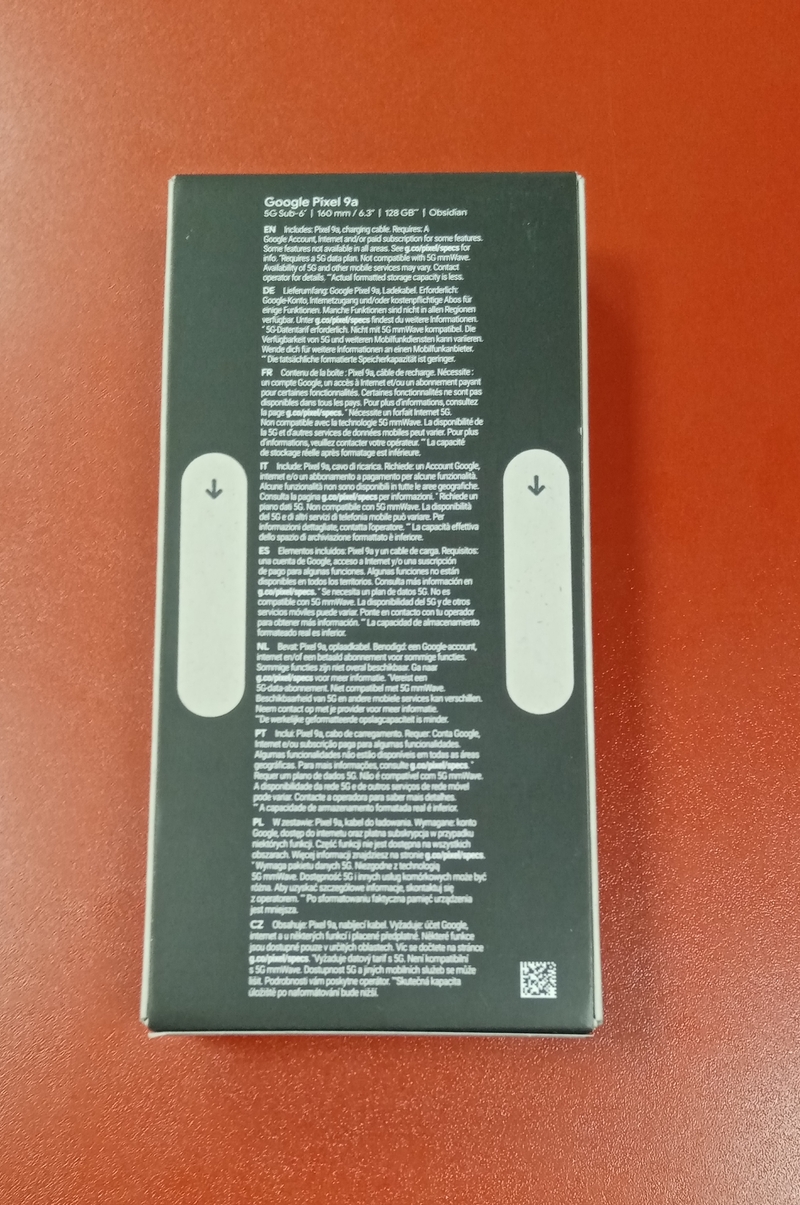 Google Pixel 9a
5G Sub-6* | 160 mm / 6.3" | 128 GB** | Obsidian
EN Includes: Pixel 9a, charging cable. Requires: A
Google Account, Internet and/or paid subscription for some features.
Some features not available in all areas. See g.co/pixel/specs for
info. *Requires a 5G data plan. Not compatible with 5G mmWave.
Availability of 5G and other mobile services may vary. Contact
operator for details. **Actual formatted storage capacity is less.
DE Lieferumfang: Google Pixel 9a, Ladekabel. Erforderlich:
Google-Konto, Internetzugang und/oder kostenpflichtige Abos für
einige Funktionen. Manche Funktionen sind nicht in allen Regionen
verfügbar. Unter g.co/pixel/specs findest du weitere Informationen.
* 5G-Datentarif erforderlich. Nicht mit 5G mmWave kompatibel. Die
Verfügbarkeit von 5G und weiteren Mobilfunkdiensten kann variieren.
Wende dich für weitere Informationen an einen Mobilfunkanbieter.
** Die tatsächliche formatierte Speicherkapazität ist geringer.
FR Contenu de la boîte : Pixel 9a, câble de recharge. Nécessite :
un compte Google, un accès à Internet et/ou un abonnement payant
pour certaines fonctionnalités. Certaines fonctionnalités ne sont pas
disponibles dans tous les pays. Pour plus d'informations, consultez
la page g.co/pixel/specs. * Nécessite un forfait Internet 5G.
Non compatible avec la technologie 5G mmWave. La disponibilité de
la 5G et d'autres services de données mobiles peut varier. Pour plus
d'informations, veuillez contacter votre opérateur. ** La capacité
de stockage réelle après formatage est inférieure.
IT Include: Pixel 9a, cavo di ricarica. Richiede: un Account Google,
internet e/o un abbonamento a pagamento per alcune funzionalità.
Alcune funzionalità non sono disponibili in tutte le aree geografiche.
Consulta la pagina g.co/pixel/specs per informazioni. * Richiede un
piano dati 5G. Non compatibile con 5G mmWave. La disponibilità
del 5G e di altri servizi di telefonia mobile può variare. Per
informazioni dettagliate, contatta l'operatore. ** La capacità effettiva
dello spazio di archiviazione formattato è inferiore.
ES Elementos incluidos: Pixel 9a y un cable de carga. Requisitos:
una cuenta de Google, acceso a Internet y/o una suscripción
de pago para algunas funciones. Algunas funciones no están
disponibles en todos los territorios. Consulta más información en
g.co/pixel/specs. * Se necesita un plan de datos 5G. No es
compatible con 5G mmWave. La disponibilidad del 5G y de otros
servicios móviles puede variar. Ponte en contacto con tu operador
para obtener más información. ** La capacidad de almacenamiento
formateado real es inferior.
NL Bevat: Pixel 9a, oplaadkabel. Benodigd: een Google-account,
internet en/of een betaald abonnement voor sommige functies.
Sommige functies zijn niet overal beschikbaar. Ga naar
g.co/pixel/specs voor meer informatie. *Vereist een
5G-data-abonnement. Niet compatibel met 5G mmWave.
Beschikbaarheid van 5G en andere mobiele services kan verschillen.
Neem contact op met je provider voor meer informatie.
**De werkelijke geformatteerde opslagcapaciteit is minder.
PT Inclui: Pixel 9a, cabo de carregamento. Requer: Conta Google,
Internet e/ou subscrição paga para algumas funcionalidades.
Algumas funcionalidades não estão disponíveis em todas as áreas
geográficas. Para mais informações, consulte g.co/pixel/specs. *
Requer um plano de dados 5G. Não é compatível com 5G mmWave.
A disponibilidade da rede 5G e de outros serviços de rede móvel
pode variar. Contacte a operadora para saber mais detalhes.
** A capacidade de armazenamento formatada real é inferior.
PL W zestawie: Pixel 9a, kabel do ładowania. Wymagane: konto
Google, dostęp do internetu oraz płatna subskrypcja w przypadku
niektórych funkcji. Część funkcji nie jest dostępna na wszystkich
obszarach. Więcej informacji znajdziesz na stronie g.co/pixel/specs.
* Wymaga pakietu danych 5G. Niezgodne z technologią
5G mmWave. Dostępność 5G i innych usług komórkowych może być
różna. Aby uzyskać szczegółowe informacje, skontaktuj się
z operatorem. ** Po sformatowaniu faktyczna pamięć urządzenia
jest mniejsza.
CZ Obsahuje: Pixel 9a, nabíjecí kabel. Vyžaduje: účet Google,
internet a u některých funkcí i placené předplatné. Některé funkce
jsou dostupné pouze v určitých oblastech. Víc se dočtete na stránce
g.co/pixel/specs. *Vyžaduje datový tarif s 5G. Není kompatibilní
s 5G mmWave. Dostupnost 5G a jiných mobilních služeb se může
lišit. Podrobnosti vám poskytne operátor. **Skutečná kapacita
úložiště po naformátování bude nižší.